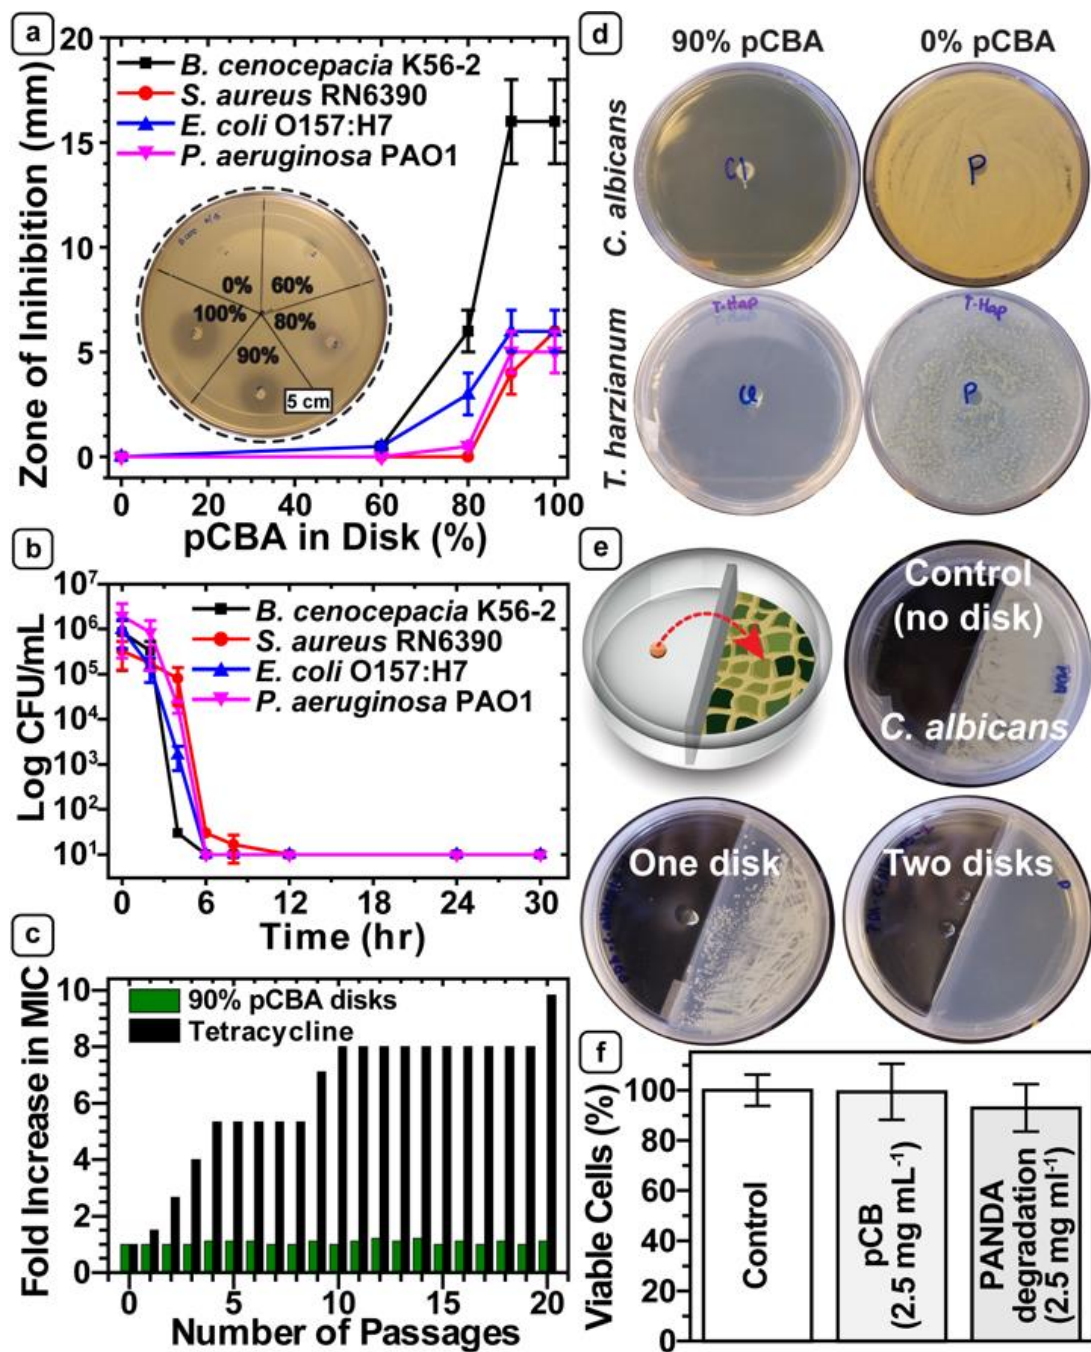 a
20
15
10
5
0
Zone of Inhibition (mm)
B. cenocepacia K56-2
S. aureus RN6390
E. coli O157:H7
P. aeruginosa PAO1
0% 60%
100% 80%
90%
5 cm
0 20 40 60 80 100
pCBA in Disk (%)
b
10⁷
10⁶
10⁵
10⁴
10³
10²
10¹
Log CFU/mL
B. cenocepacia K56-2
S. aureus RN6390
E. coli O157:H7
P. aeruginosa PAO1
0 6 12 18 24 30
Time (hr)
c
10
8
6
4
2
0
Fold Increase in MIC
90% pCBA disks
Tetracycline
0 5 10 15 20
Number of Passages
d
90% pCBA 0% pCBA
C. albicans
P
T. harzianum
T-Hap T-Hap
P
e
Control
(no disk)
C. albicans
PDA
One disk
Two disks
f
100
80
60
40
20
0
Viable Cells (%)
Control
pCB
(2.5 mg mL⁻¹)
PANDA
degradation
(2.5 mg ml⁻¹)